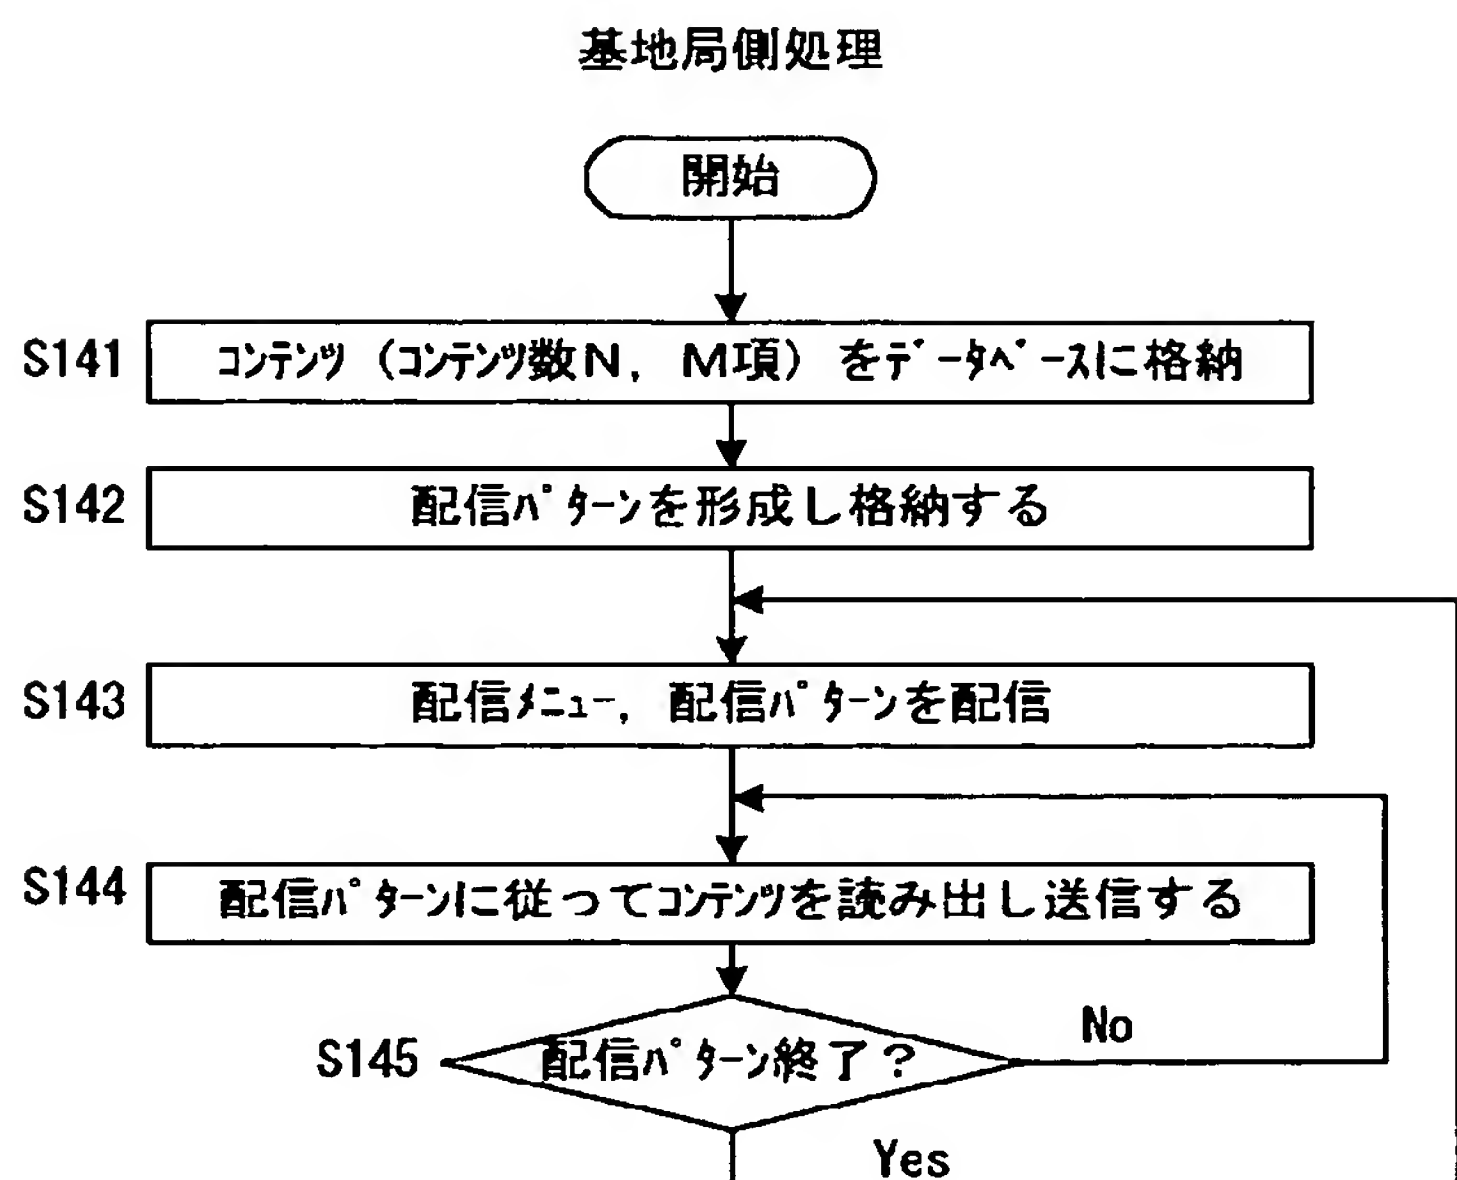 基地局側処理
開始
S141 コンテンツ（コンテンツ数N，M項）をデータベースに格納
S142 配信パターンを形成し格納する
S143 配信メニュー，配信パターンを配信
S144 配信パターンに従ってコンテンツを読み出し送信する
No
S145 配信パターン終了？
Yes